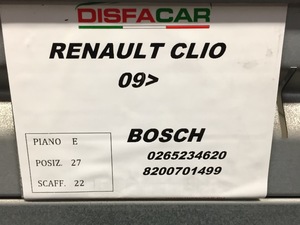 DISFACAR
RENAULT CLIO
09>
BOSCH
0265234620
8200701499
PIANO E
POSIZ. 27
SCAFF. 22